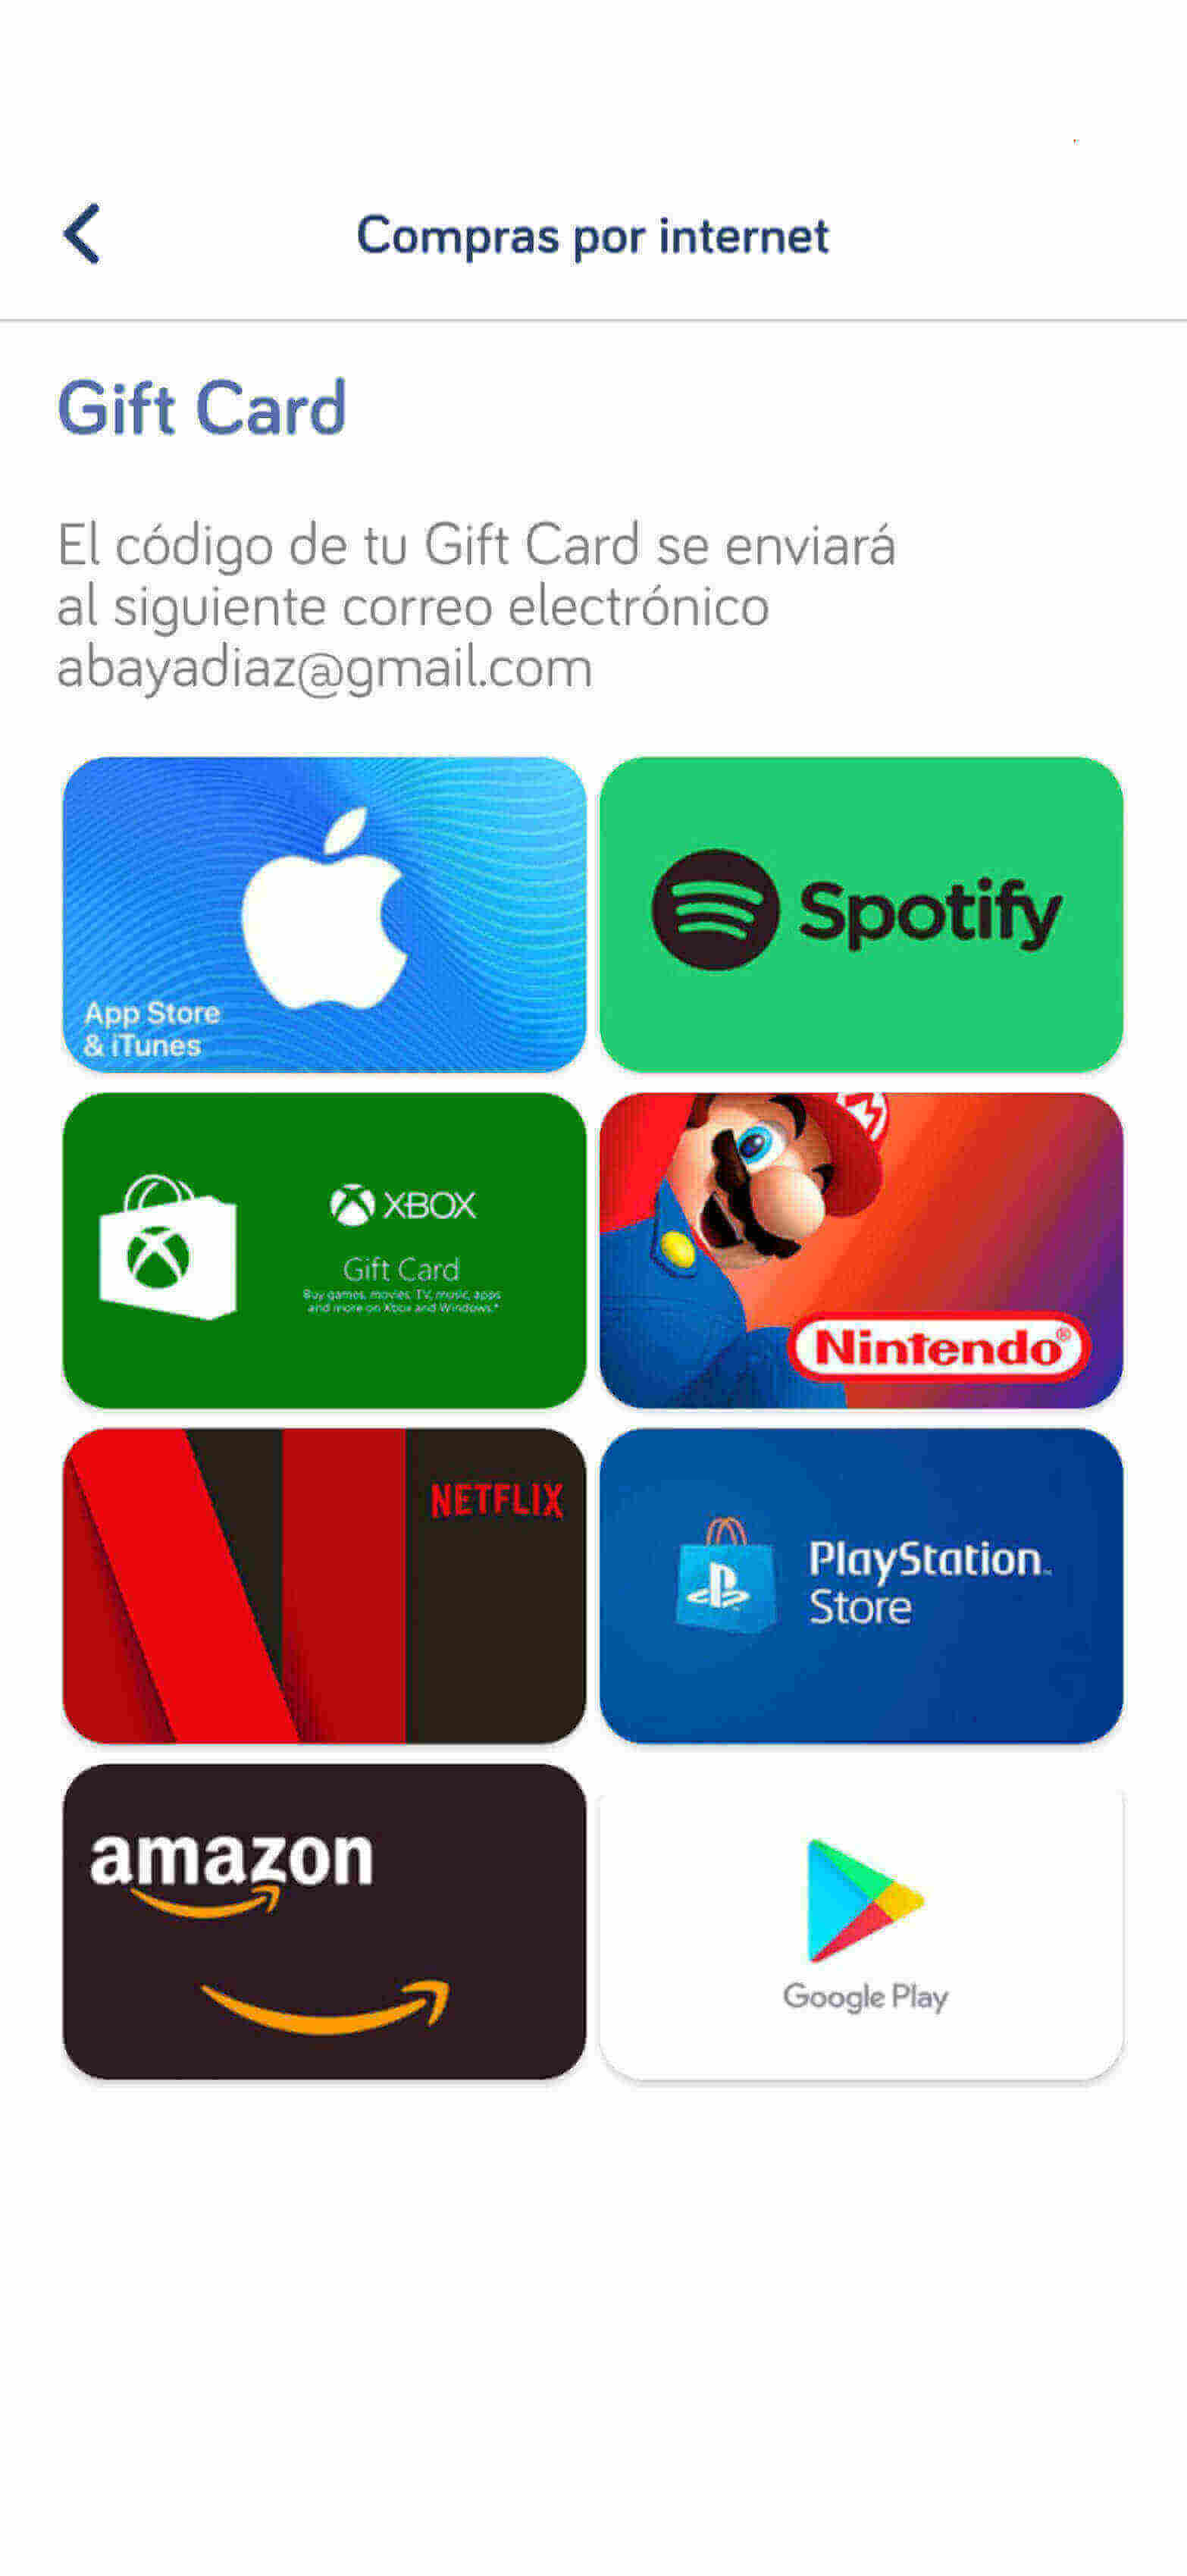 Compras por internet
Gift Card
El código de tu Gift Card se enviará
al siguiente correo electrónico
abayadiaz@gmail.com
App Store
& iTunes
Spotify
XBOX
Gift Card
Buy games, movies, TV, music, apps
and more on Xbox and Windows.*
M
Nintendo®
NETFLIX
PlayStation™
Store
amazon
Google Play